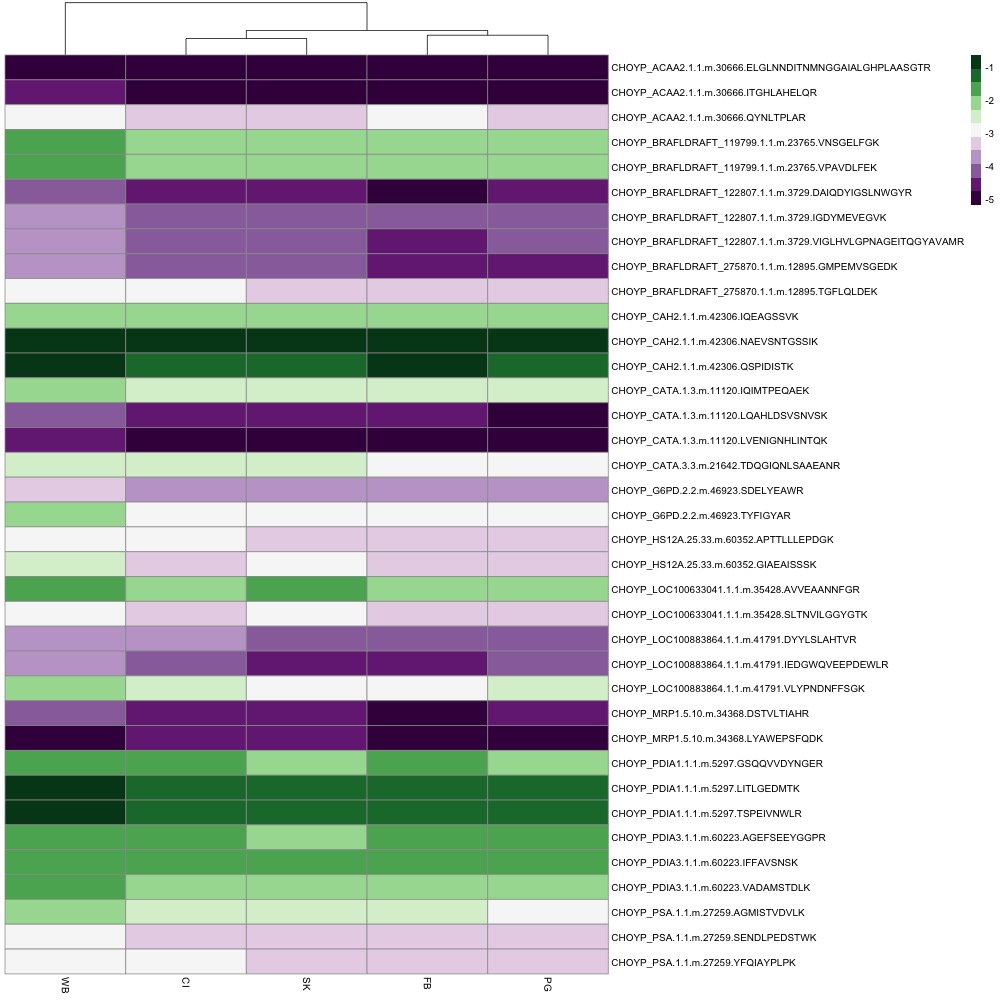 CHOYP_ACAA2.1.1.m.30666.ELGLNNDITNMNGGAIALGHPLAASGTR
-1
CHOYP_ACAA2.1.1.m.30666.ITGHLAHELQR
-2
CHOYP_ACAA2.1.1.m.30666.QYNLTPLAR
-3
CHOYP_BRAFLDRAFT_119799.1.1.m.23765.VNSGELFGK
CHOYP_BRAFLDRAFT_119799.1.1.m.23765.VPAVDLFEK
-4
CHOYP_BRAFLDRAFT_122807.1.m.3729.DAIQDYIGSLNWGYR
-5
CHOYP_BRAFLDRAFT_122807.1.m.3729.IGDYMEVEGVK
CHOYP_BRAFLDRAFT_122807.1.m.3729.VIGLHVLGPNAGEITQGYAVAMR
CHOYP_BRAFLDRAFT_275870.1.1.m.12895.GMPEMVSGEDK
CHOYP_BRAFLDRAFT_275870.1.1.m.12895.TGFLQLDEK
CHOYP_CAH2.1.1.m.42306.IQEAGSSVK
CHOYP_CAH2.1.1.m.42306.NAEVSNTGSSIK
CHOYP_CAH2.1.1.m.42306.QSPIDISTK
CHOYP_CATA.1.3.m.11120.IQIMTPEQAEK
CHOYP_CATA.1.3.m.11120.LQAHLDSVSNVSK
CHOYP_CATA.1.3.m.11120.LVENIGNHLINTQK
CHOYP_CATA.3.3.m.21642.TDQGIQNLSAAEANR
CHOYP_G6PD.2.2.m.46923.SDELYEAWR
CHOYP_G6PD.2.2.m.46923.TYFIGYAR
CHOYP_HS12A.25.33.m.60352.APTTLLLEPDGK
CHOYP_HS12A.25.33.m.60352.GIAEAISSSK
CHOYP_LOC100633041.1.1.m.35428.AVVEAANNFGR
CHOYP_LOC100633041.1.1.m.35428.SLTNVILGGYGTK
CHOYP_LOC100883864.1.1.m.41791.DYYLSLAHTVR
CHOYP_LOC100883864.1.1.m.41791.IEDGWQVEEPDEWLR
CHOYP_LOC100883864.1.1.m.41791.VLYPNDNFFSGK
CHOYP_MRP1.5.10.m.34368.DSTVLTIAHR
CHOYP_MRP1.5.10.m.34368.LYAWEPSFQDK
CHOYP_PDIA1.1.1.m.5297.GSQQVVDYNGER
CHOYP_PDIA1.1.1.m.5297.LITLGEDMTK
CHOYP_PDIA1.1.1.m.5297.TSPEIVNWLR
CHOYP_PDIA3.1.1.m.60223.AGEFSEEYGGPR
CHOYP_PDIA3.1.1.m.60223.IFFAVSNSK
CHOYP_PDIA3.1.1.m.60223.VADAMSTDLK
CHOYP_PSA.1.1.m.27259.AGMISTVDVLK
CHOYP_PSA.1.1.m.27259.SENDLPEDSTWK
CHOYP_PSA.1.1.m.27259.YFQIAYPLPK
WB
CI
SK
FB
PG